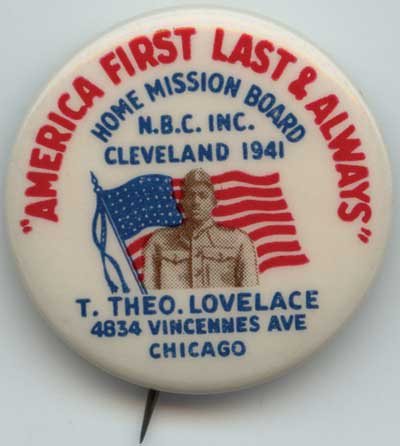 "AMERICA FIRST LAST & ALWAYS"
HOME MISSION BOARD
N.B.C. INC.
CLEVELAND 1941
T. THEO. LOVELACE
4834 VINCENNES AVE
CHICAGO